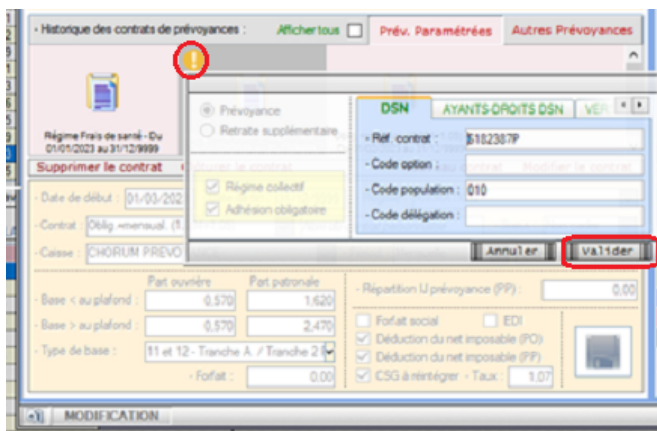 - Historique des contrats de prévoyances : Afficher tous Prév. Paramétrées Autres Prévoyances
Prévoyance
Retraite supplémentaire
Régime collectif
Adhésion obligatoire
DSN AYANTS-DROITS DSN VER
- Réf. contrat : S182387P
- Code option :
- Code population : 010
- Code délégation :
Annuler Valider
Régime Frais de santé - Du
01/01/2023 au 31/12/9999
Supprimer le contrat
- Date de début : 01/03/202
- Contrat : Oblig. +mensual. (1
- Caisse : CHORUM PREVO
Part ouvrière Part patronale
- Base < au plafond : 0,570 1,620
- Base > au plafond : 0,570 2,470
- Type de base : 11 et 12 - Tranche A. / Tranche 2
- Forfait : 0,00
- Répartition U prévoyance (PP) : 0,00
Forfait social EDI
Déduction du net imposable (PO)
Déduction du net imposable (PP)
CSG à réintégrer - Taux : 1,07
MODIFICATION